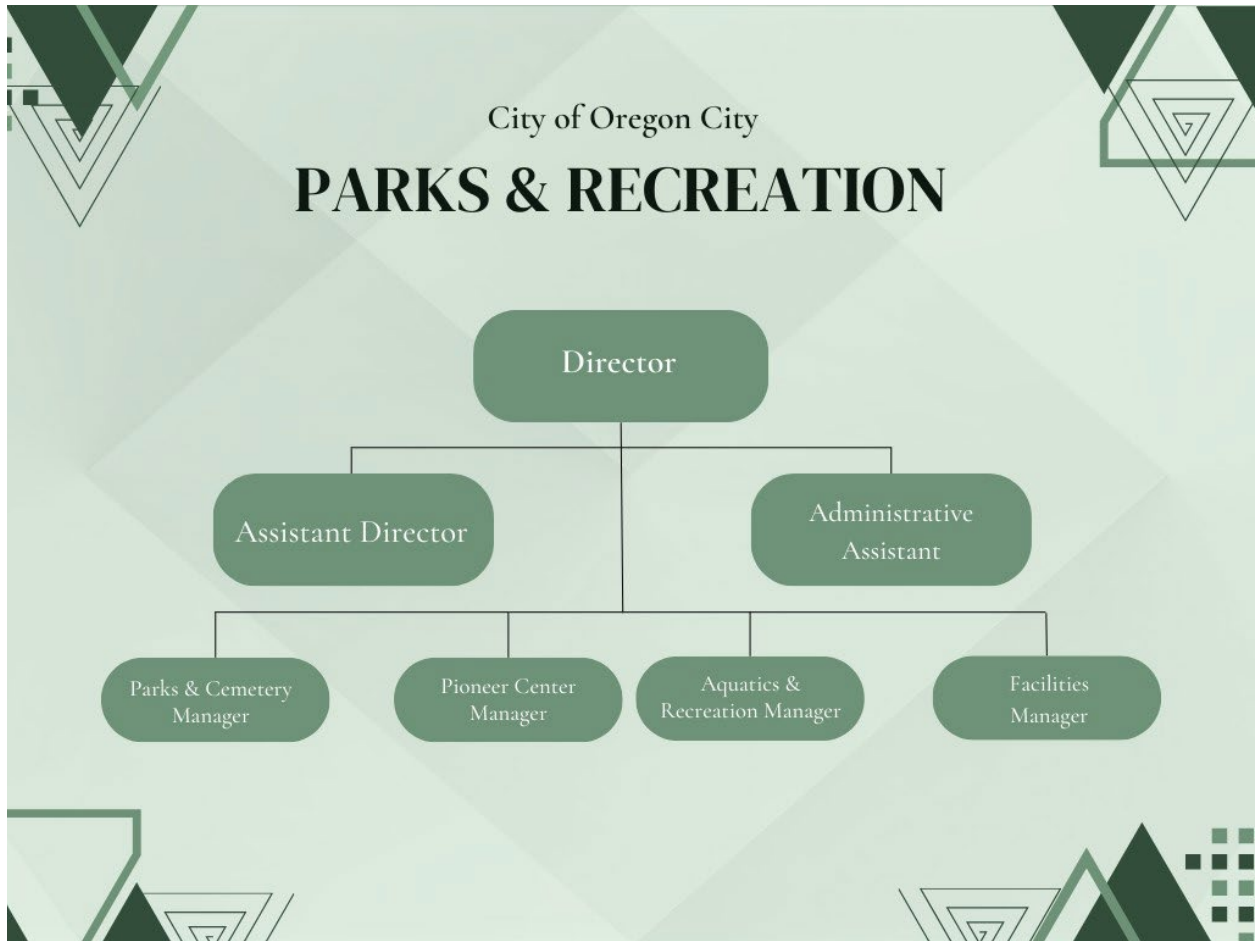 City of Oregon City
PARKS & RECREATION
Director
Assistant Director
Administrative
Assistant
Parks & Cemetery
Manager
Pioneer Center
Manager
Aquatics &
Recreation Manager
Facilities
Manager